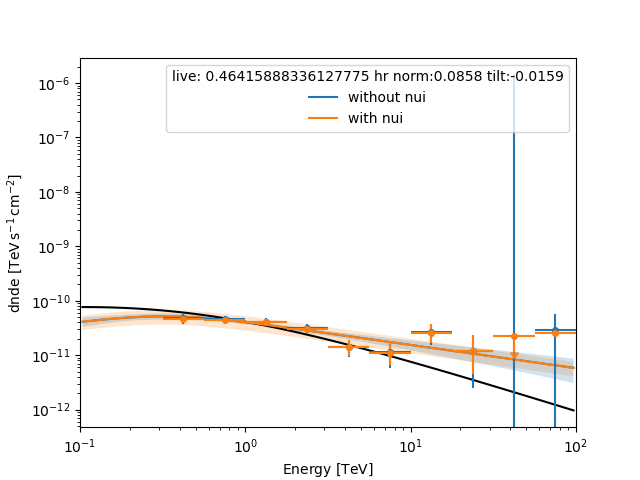 live: 0.46415888336127775 hr norm:0.0858 tilt:-0.0159
without nui
with nui
10⁻⁶
10⁻⁷
10⁻⁸
10⁻⁹
10⁻¹⁰
10⁻¹¹
10⁻¹²
dnde [TeV s⁻¹ cm⁻²]
10⁻¹ 10⁰ 10¹ 10²
Energy [TeV]